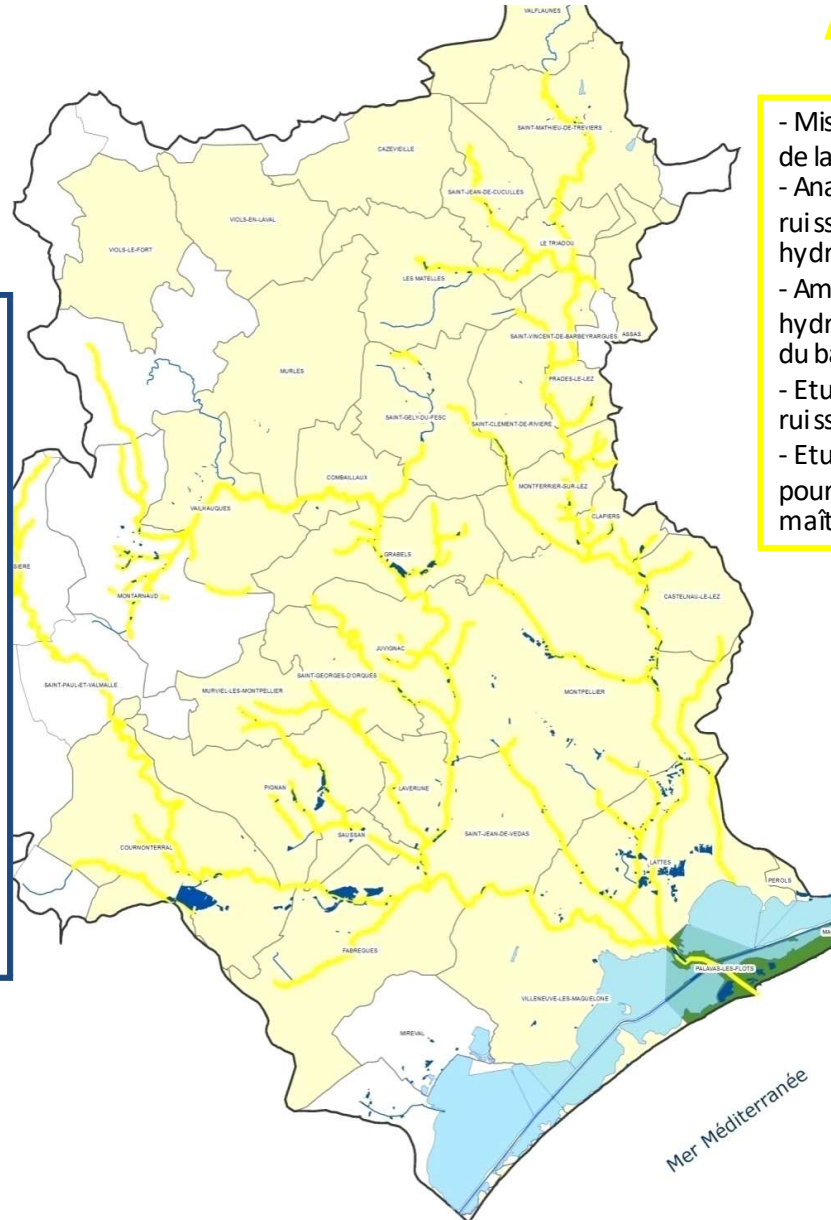 VALFLAUNES
- Mis
de la
SAINT-MATHIEU-DE-TREVIERS
- Ana
CAZEVIEILLE
SAINT-JEAN-DE-CUCULLES
ruiss
VIOLS-EN-LAVAL
LE TRIADOU
hydr
VIOLS-LE-FORT
LES MATELLES
- Am
hydr
du ba
SAINT-VINCENT-DE-BARBEYRARGUES
ASSAS
MURLES
PRADES-LE-LEZ
- Etu
ruiss
SAINT-GELY-DU-FESC
SAINT-CLEMENT-DE-RIVIERE
- Etu
COMBAILLAUX
MONTFERRIER-SUR-LEZ
pour
maît
VAILHAUQUES
CLAPIERS
GRABELS
SIERE
MONTARNAUD
CASTELNAU-LE-LEZ
JUVIGNAC
SAINT-PAUL-ET-VALMALLE
SAINT-GEORGES-D'ORQUES
MURVIEL-LES-MONTPELLIER
MONTPELLIER
PIGNAN
LAVERUNE
SAUSSAN
SAINT-JEAN-DE-VEDAS
COURNONTERRAL
LATTES
PEROLS
MA
FABREGUES
PALAVAS-LES-FLOTS
VILLENEUVE-LES-MAGUELONE
MIREVAL
Mer Méditerranée